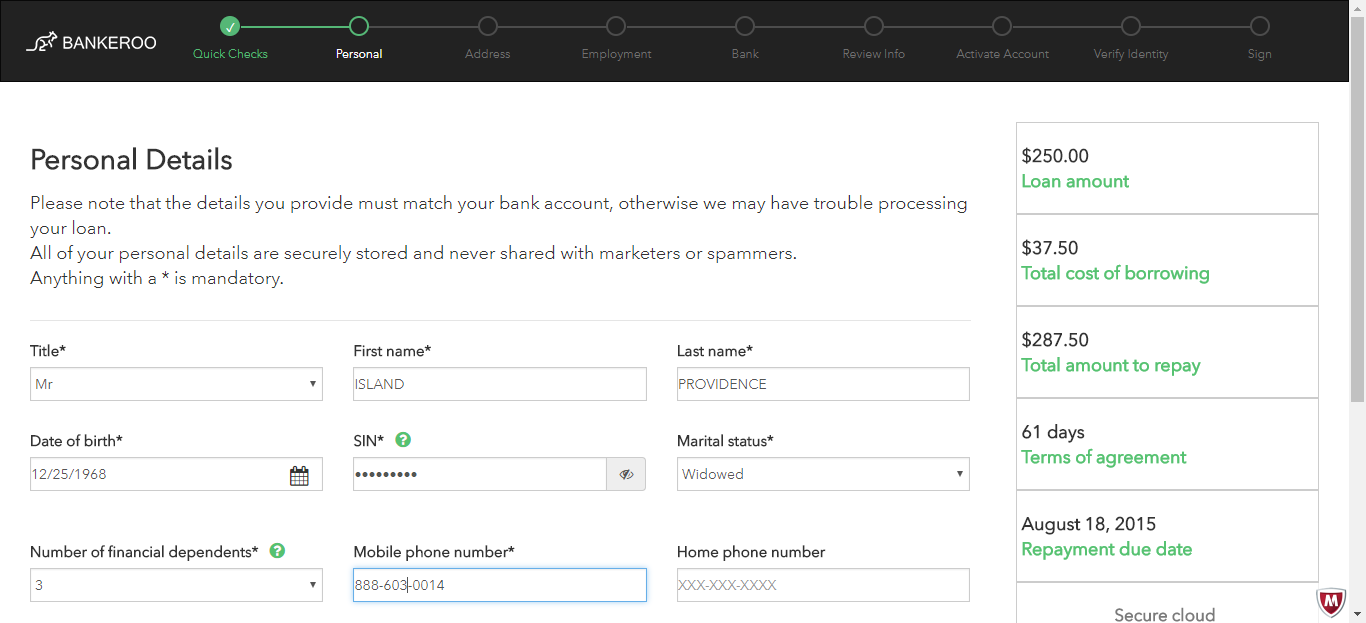 BANKEROO
Quick Checks
Personal
Address
Employment
Bank
Review Info
Activate Account
Verify Identity
Sign
Personal Details
Please note that the details you provide must match your bank account, otherwise we may have trouble processing
your loan.
All of your personal details are securely stored and never shared with marketers or spammers.
Anything with a * is mandatory.
Title*
First name*
Last name*
Mr
ISLAND
PROVIDENCE
Date of birth*
SIN* ?
Marital status*
12/25/1968
•••••••••
Widowed
Number of financial dependents* ?
Mobile phone number*
Home phone number
3
888-603-0014
XXX-XXX-XXXX
$250.00
Loan amount
$37.50
Total cost of borrowing
$287.50
Total amount to repay
61 days
Terms of agreement
August 18, 2015
Repayment due date
Secure cloud
M